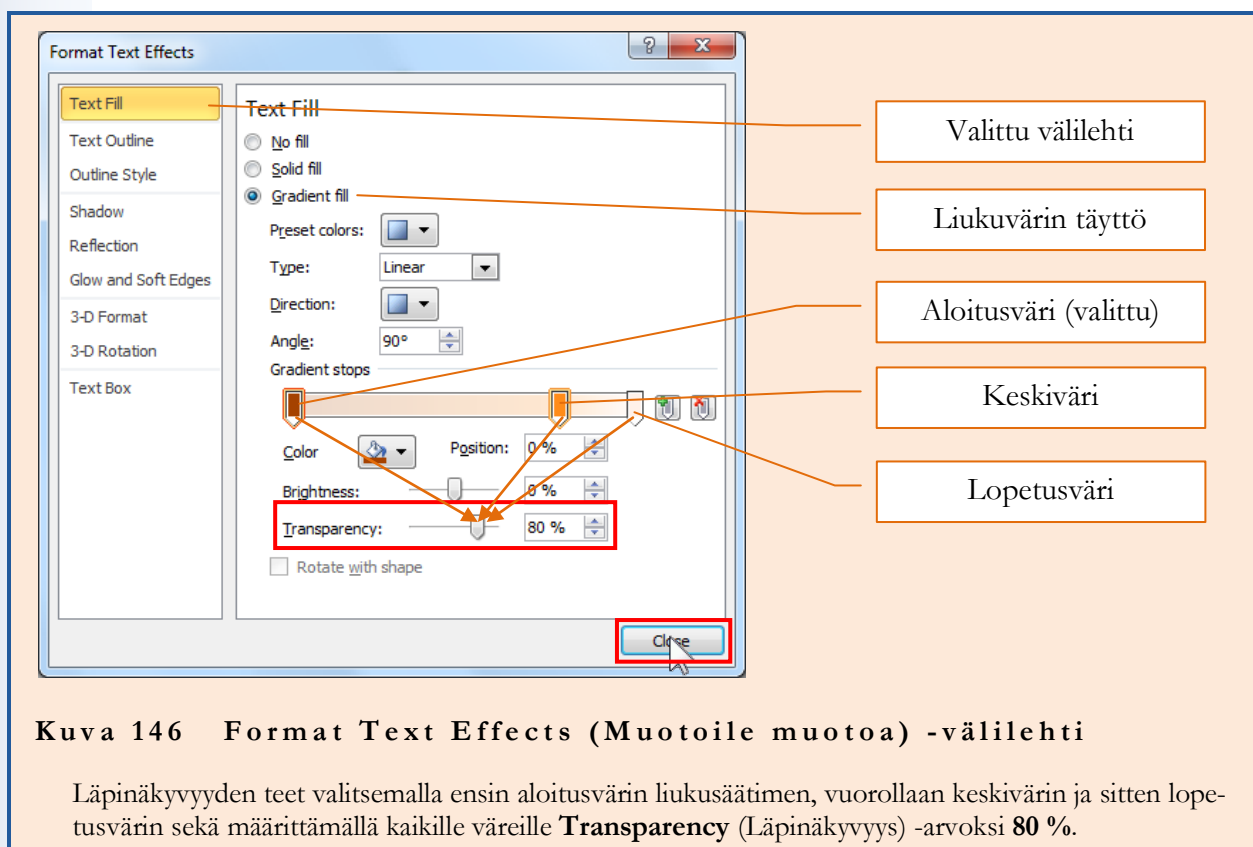 Format Text Effects
Text Fill
Text Outline
Outline Style
Shadow
Reflection
Glow and Soft Edges
3-D Format
3-D Rotation
Text Box
Text Fill
No fill
Solid fill
Gradient fill
Preset colors:
Type: Linear
Direction:
Angle: 90°
Gradient stops
Color Position: 0 %
Brightness: 0 %
Transparency: 80 %
Rotate with shape
Close
Valittu välilehti
Liukuvärin täyttö
Aloitusväri (valittu)
Keskiväri
Lopetusväri
Kuva 146 Format Text Effects (Muotoile muotoa) -välilehti
Läpinäkyvyyden teet valitsemalla ensin aloitusvärin liukusäätimen, vuorollaan keskivärin ja sitten lope-
tusvärin sekä määrittämällä kaikille väreille Transparency (Läpinäkyvyys) -arvoksi 80 %.